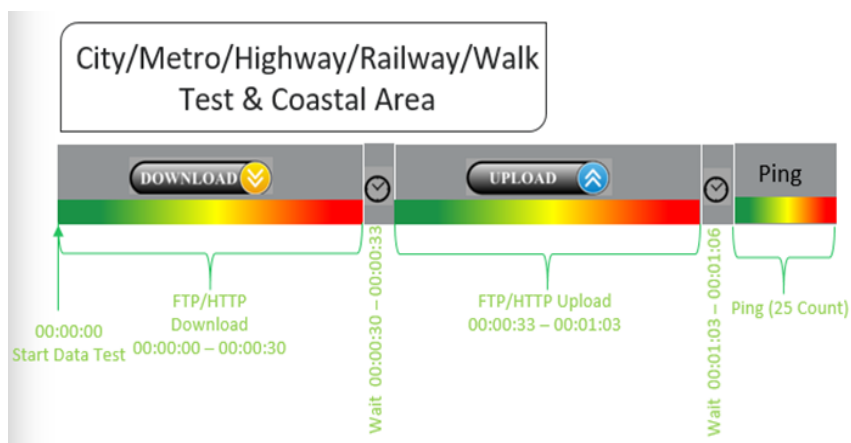 City/Metro/Highway/Railway/Walk
Test & Coastal Area
DOWNLOAD
UPLOAD
Ping
00:00:00
Start Data Test
FTP/HTTP
Download
00:00:00 – 00:00:30
Wait 00:00:30 – 00:00:33
FTP/HTTP Upload
00:00:33 – 00:01:03
Wait 00:01:03 – 00:01:06
Ping (25 Count)